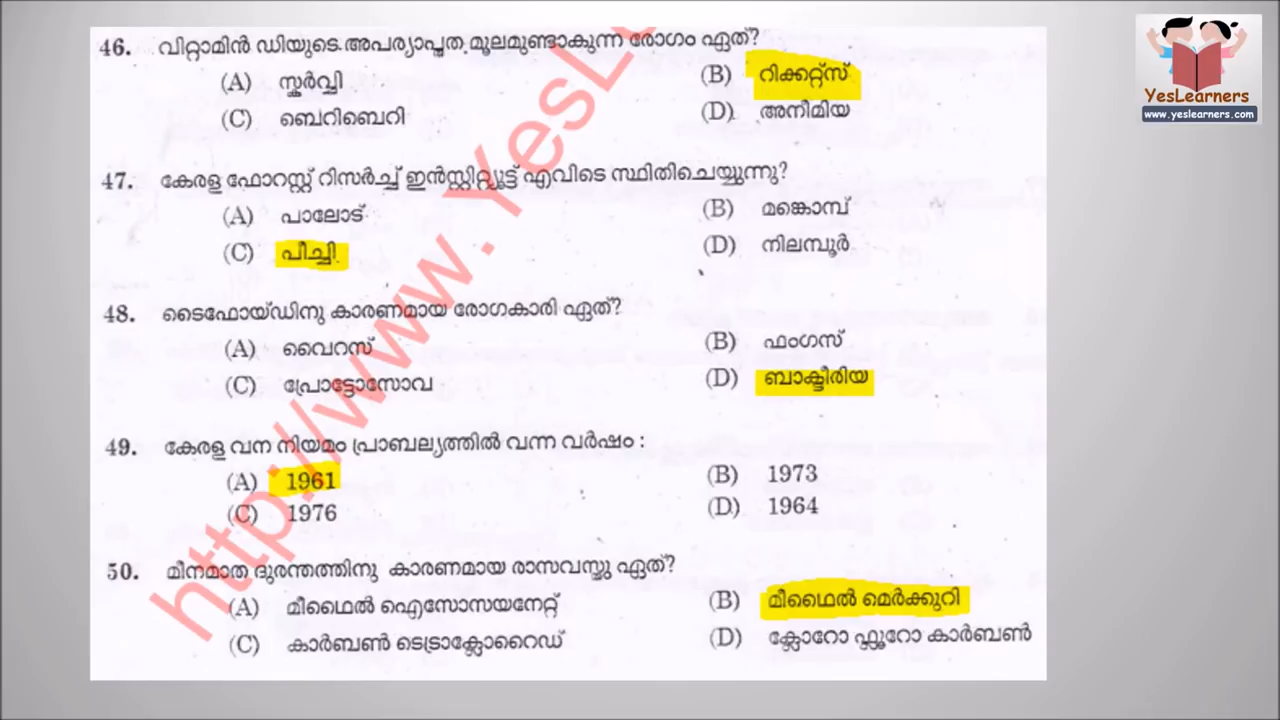 46. വിറ്റാമിൻ ഡിയുടെ അപര്യാപ്തത മൂലമുണ്ടാകുന്ന രോഗം ഏത്?
(A) സ്കർവ്വി (B) റിക്കറ്റ്സ്
(C) ബെറിബെറി (D) അനീമിയ
47. കേരള ഫോറസ്റ്റ് റിസർച്ച് ഇൻസ്റ്റിറ്റ്യൂട്ട് എവിടെ സ്ഥിതിചെയ്യുന്നു?
(A) പാലോട് (B) മങ്കൊമ്പ്
(C) പീച്ചി (D) നിലമ്പൂർ
48. ടൈഫോയ്ഡിനു കാരണമായ രോഗകാരി ഏത്?
(A) വൈറസ് (B) ഫംഗസ്
(C) പ്രോട്ടോസോവ (D) ബാക്ടീരിയ
49. കേരള വന നിയമം പ്രാബല്യത്തിൽ വന്ന വർഷം :
(A) 1961 (B) 1973
(C) 1976 (D) 1964
50. മീനമാത ദുരന്തത്തിനു കാരണമായ രാസവസ്തു ഏത്?
(A) മീഥൈൽ ഐസോസയനേറ്റ് (B) മീഥൈൽ മെർക്കുറി
(C) കാർബൺ ടെട്രാക്ലോറൈഡ് (D) ക്ലോറോ ഫ്ലൂറോ കാർബൺ
http://www.YesL
YesLearners
www.yeslearners.com